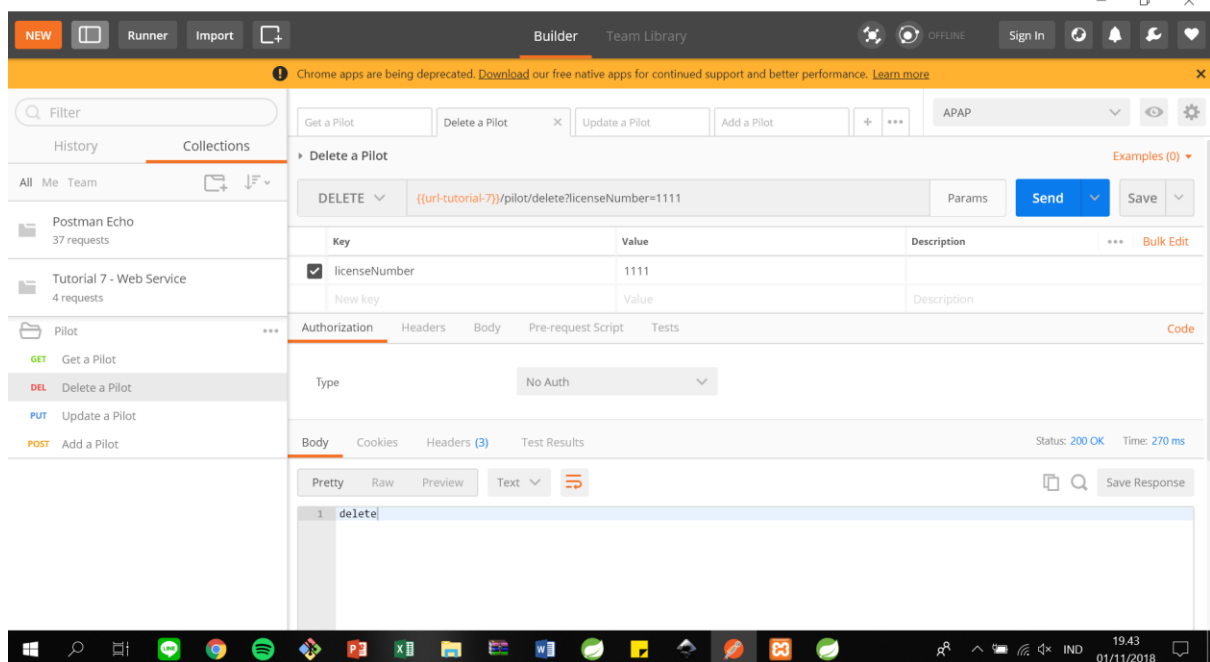 NEW Runner Import Builder Team Library OFFLINE Sign In
Chrome apps are being deprecated. Download our free native apps for continued support and better performance. Learn more
Filter
History Collections
All Me Team
Postman Echo
37 requests
Tutorial 7 - Web Service
4 requests
Pilot
GET Get a Pilot
DEL Delete a Pilot
PUT Update a Pilot
POST Add a Pilot
Get a Pilot Delete a Pilot Update a Pilot Add a Pilot APAP
Delete a Pilot Examples (0)
DELETE {{url-tutorial-7}}/pilot/delete?licenseNumber=1111 Params Send Save
Key Value Description Bulk Edit
licenseNumber 1111
New key Value Description
Authorization Headers Body Pre-request Script Tests Code
Type No Auth
Body Cookies Headers (3) Test Results Status: 200 OK Time: 270 ms
Pretty Raw Preview Text Save Response
1 delete
IND 19.43
01/11/2018